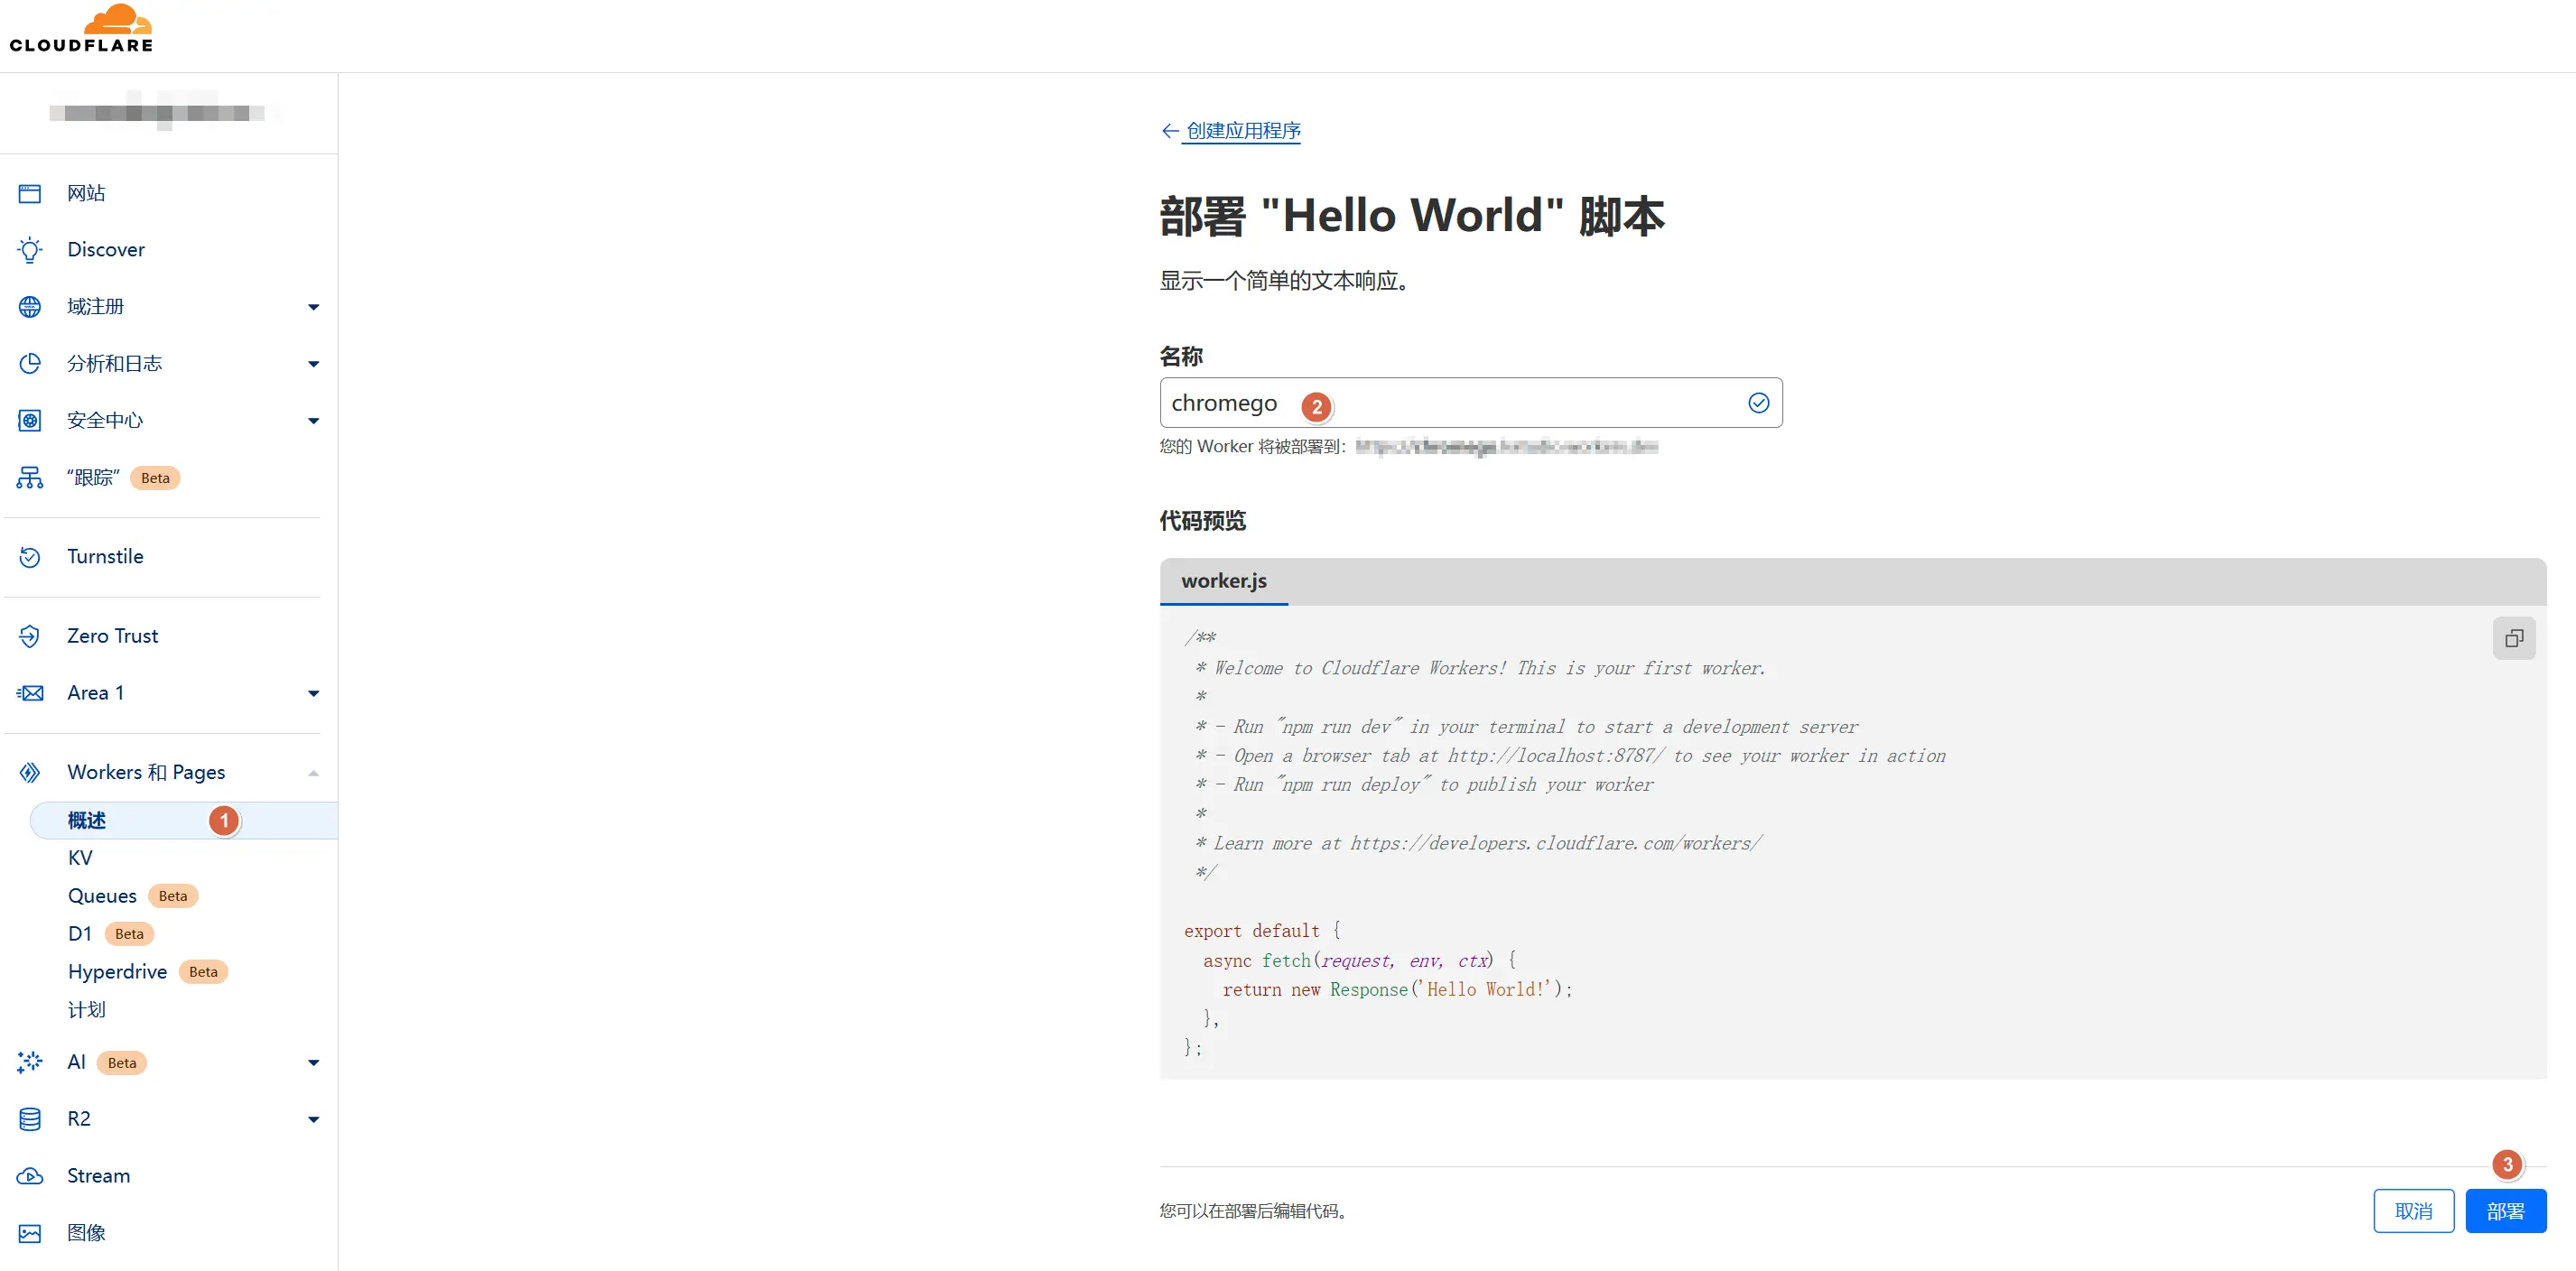 CLOUDFLARE
网站
Discover
域注册
分析和日志
安全中心
“跟踪” Beta
Turnstile
Zero Trust
Area 1
Workers 和 Pages
概述 1
KV
Queues Beta
D1 Beta
Hyperdrive Beta
计划
AI Beta
R2
Stream
图像
← 创建应用程序
部署 "Hello World" 脚本
显示一个简单的文本响应。
名称
chromego 2
您的 Worker 将被部署到：
代码预览
worker.js
/**
 * Welcome to Cloudflare Workers! This is your first worker.
 *
 * - Run "npm run dev" in your terminal to start a development server
 * - Open a browser tab at http://localhost:8787/ to see your worker in action
 * - Run "npm run deploy" to publish your worker
 *
 * Learn more at https://developers.cloudflare.com/workers/
 */
export default {
  async fetch(request, env, ctx) {
    return new Response('Hello World!');
  },
};
3
您可以在部署后编辑代码。
取消 部署